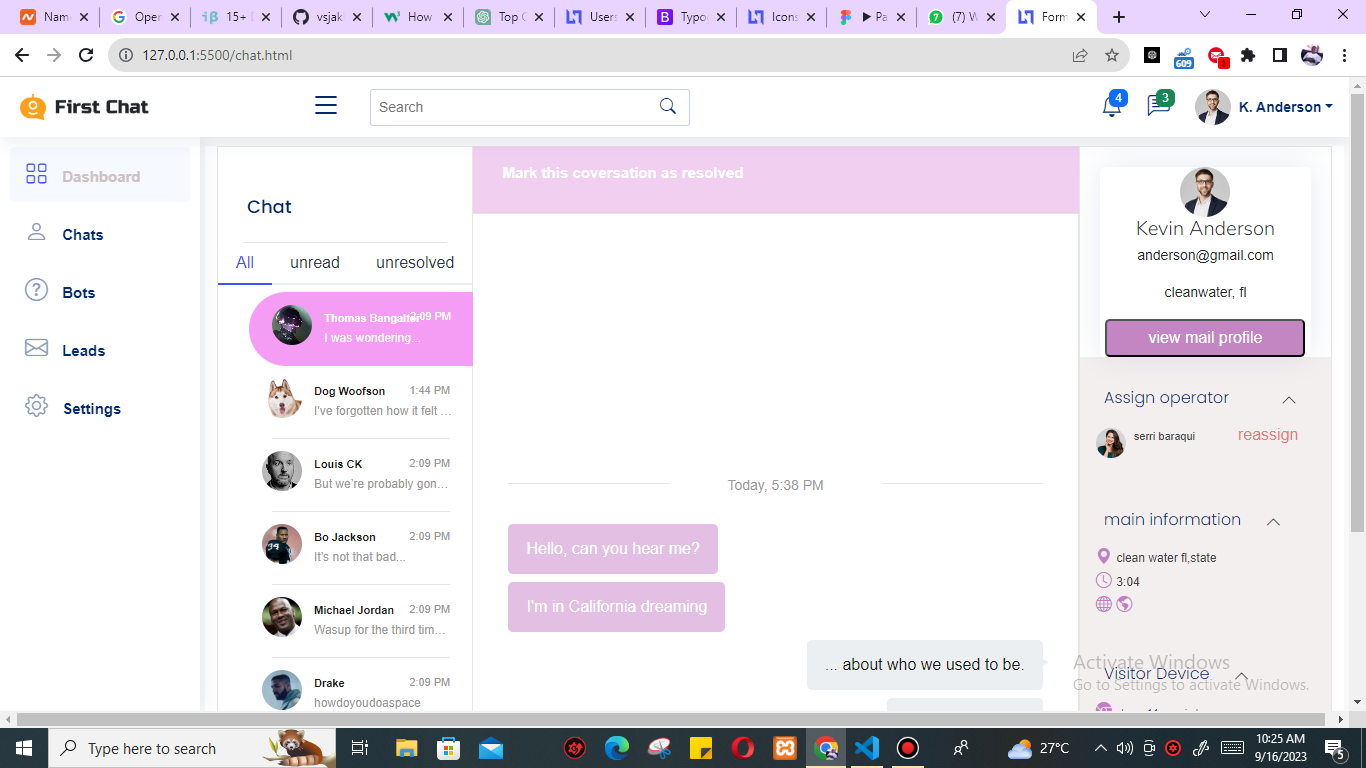 Name
Oper
15+ 
vsjak
How
Top
Users
Typo
Icons
Pa
(7) W
Form
127.0.0.1:5500/chat.html
609
1
First Chat
Search
4
3
K. Anderson
Dashboard
Chats
Bots
Leads
Settings
Chat
All unread unresolved
Thomas Bangalter 2:09 PM
I was wondering...
Dog Woofson 1:44 PM
I've forgotten how it felt ...
Louis CK 2:09 PM
But we're probably gon...
Bo Jackson 2:09 PM
It's not that bad...
Michael Jordan 2:09 PM
Wasup for the third tim...
Drake 2:09 PM
howdoyoudoaspace
Mark this coversation as resolved
Today, 5:38 PM
Hello, can you hear me?
I'm in California dreaming
... about who we used to be.
Kevin Anderson
anderson@gmail.com
cleanwater, fl
view mail profile
Assign operator
serri baraqui reassign
main information
clean water fl,state
3:04
Visitor Device
Activate Windows
Go to Settings to activate Windows.
Type here to search
27°C
10:25 AM
9/16/2023
5